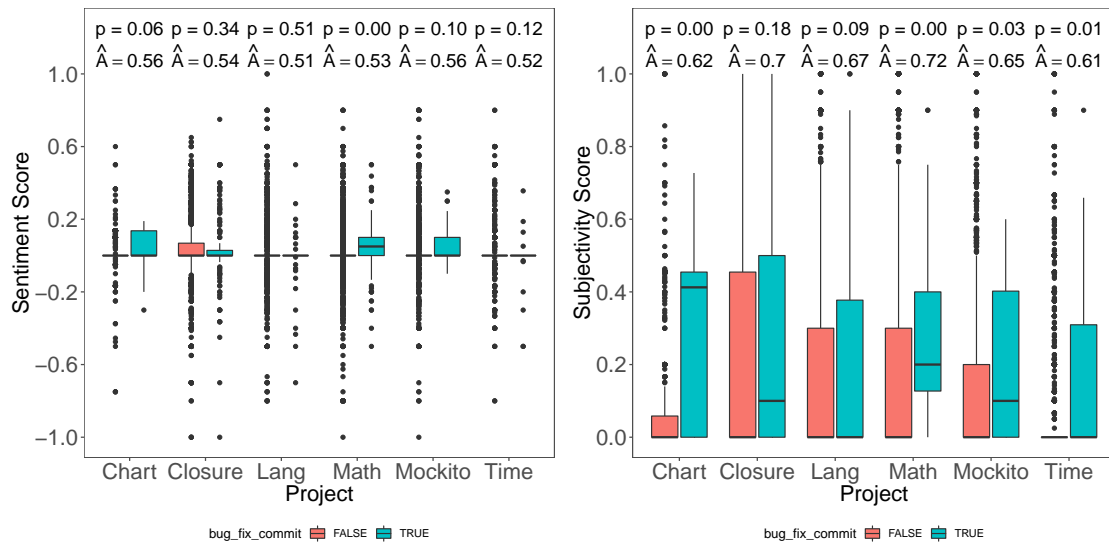 p = 0.06 p = 0.34 p = 0.51 p = 0.00 p = 0.10 p = 0.12
Â = 0.56 Â = 0.54 Â = 0.51 Â = 0.53 Â = 0.56 Â = 0.52
1.0
0.6
0.2
−0.2
−0.6
−1.0
Sentiment Score
Chart Closure Lang Math Mockito Time
Project
bug_fix_commit FALSE TRUE
p = 0.00 p = 0.18 p = 0.09 p = 0.00 p = 0.03 p = 0.01
Â = 0.62 Â = 0.7 Â = 0.67 Â = 0.72 Â = 0.65 Â = 0.61
1.0
0.8
0.6
0.4
0.2
0.0
Subjectivity Score
Chart Closure Lang Math Mockito Time
Project
bug_fix_commit FALSE TRUE